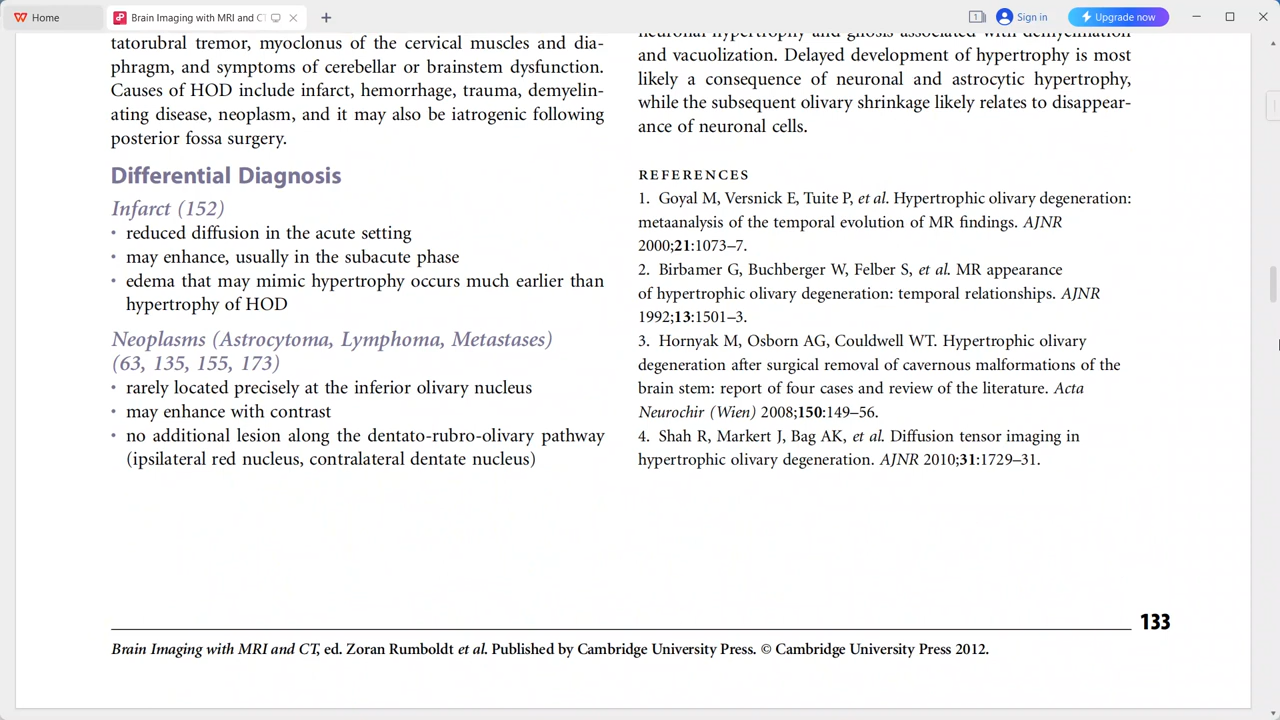 Home
Brain Imaging with MRI and C
1
Sign in
Upgrade now
tatorubral tremor, myoclonus of the cervical muscles and dia-
phragm, and symptoms of cerebellar or brainstem dysfunction.
Causes of HOD include infarct, hemorrhage, trauma, demyelin-
ating disease, neoplasm, and it may also be iatrogenic following
posterior fossa surgery.
Differential Diagnosis
Infarct (152)
• reduced diffusion in the acute setting
• may enhance, usually in the subacute phase
• edema that may mimic hypertrophy occurs much earlier than
hypertrophy of HOD
Neoplasms (Astrocytoma, Lymphoma, Metastases)
(63, 135, 155, 173)
• rarely located precisely at the inferior olivary nucleus
• may enhance with contrast
• no additional lesion along the dentato-rubro-olivary pathway
(ipsilateral red nucleus, contralateral dentate nucleus)
neuronal hypertrophy and gliosis associated with demyelination
and vacuolization. Delayed development of hypertrophy is most
likely a consequence of neuronal and astrocytic hypertrophy,
while the subsequent olivary shrinkage likely relates to disappear-
ance of neuronal cells.
REFERENCES
1. Goyal M, Versnick E, Tuite P, et al. Hypertrophic olivary degeneration:
metaanalysis of the temporal evolution of MR findings. AJNR
2000;21:1073–7.
2. Birbamer G, Buchberger W, Felber S, et al. MR appearance
of hypertrophic olivary degeneration: temporal relationships. AJNR
1992;13:1501–3.
3. Hornyak M, Osborn AG, Couldwell WT. Hypertrophic olivary
degeneration after surgical removal of cavernous malformations of the
brain stem: report of four cases and review of the literature. Acta
Neurochir (Wien) 2008;150:149–56.
4. Shah R, Markert J, Bag AK, et al. Diffusion tensor imaging in
hypertrophic olivary degeneration. AJNR 2010;31:1729–31.
133
Brain Imaging with MRI and CT, ed. Zoran Rumboldt et al. Published by Cambridge University Press. © Cambridge University Press 2012.